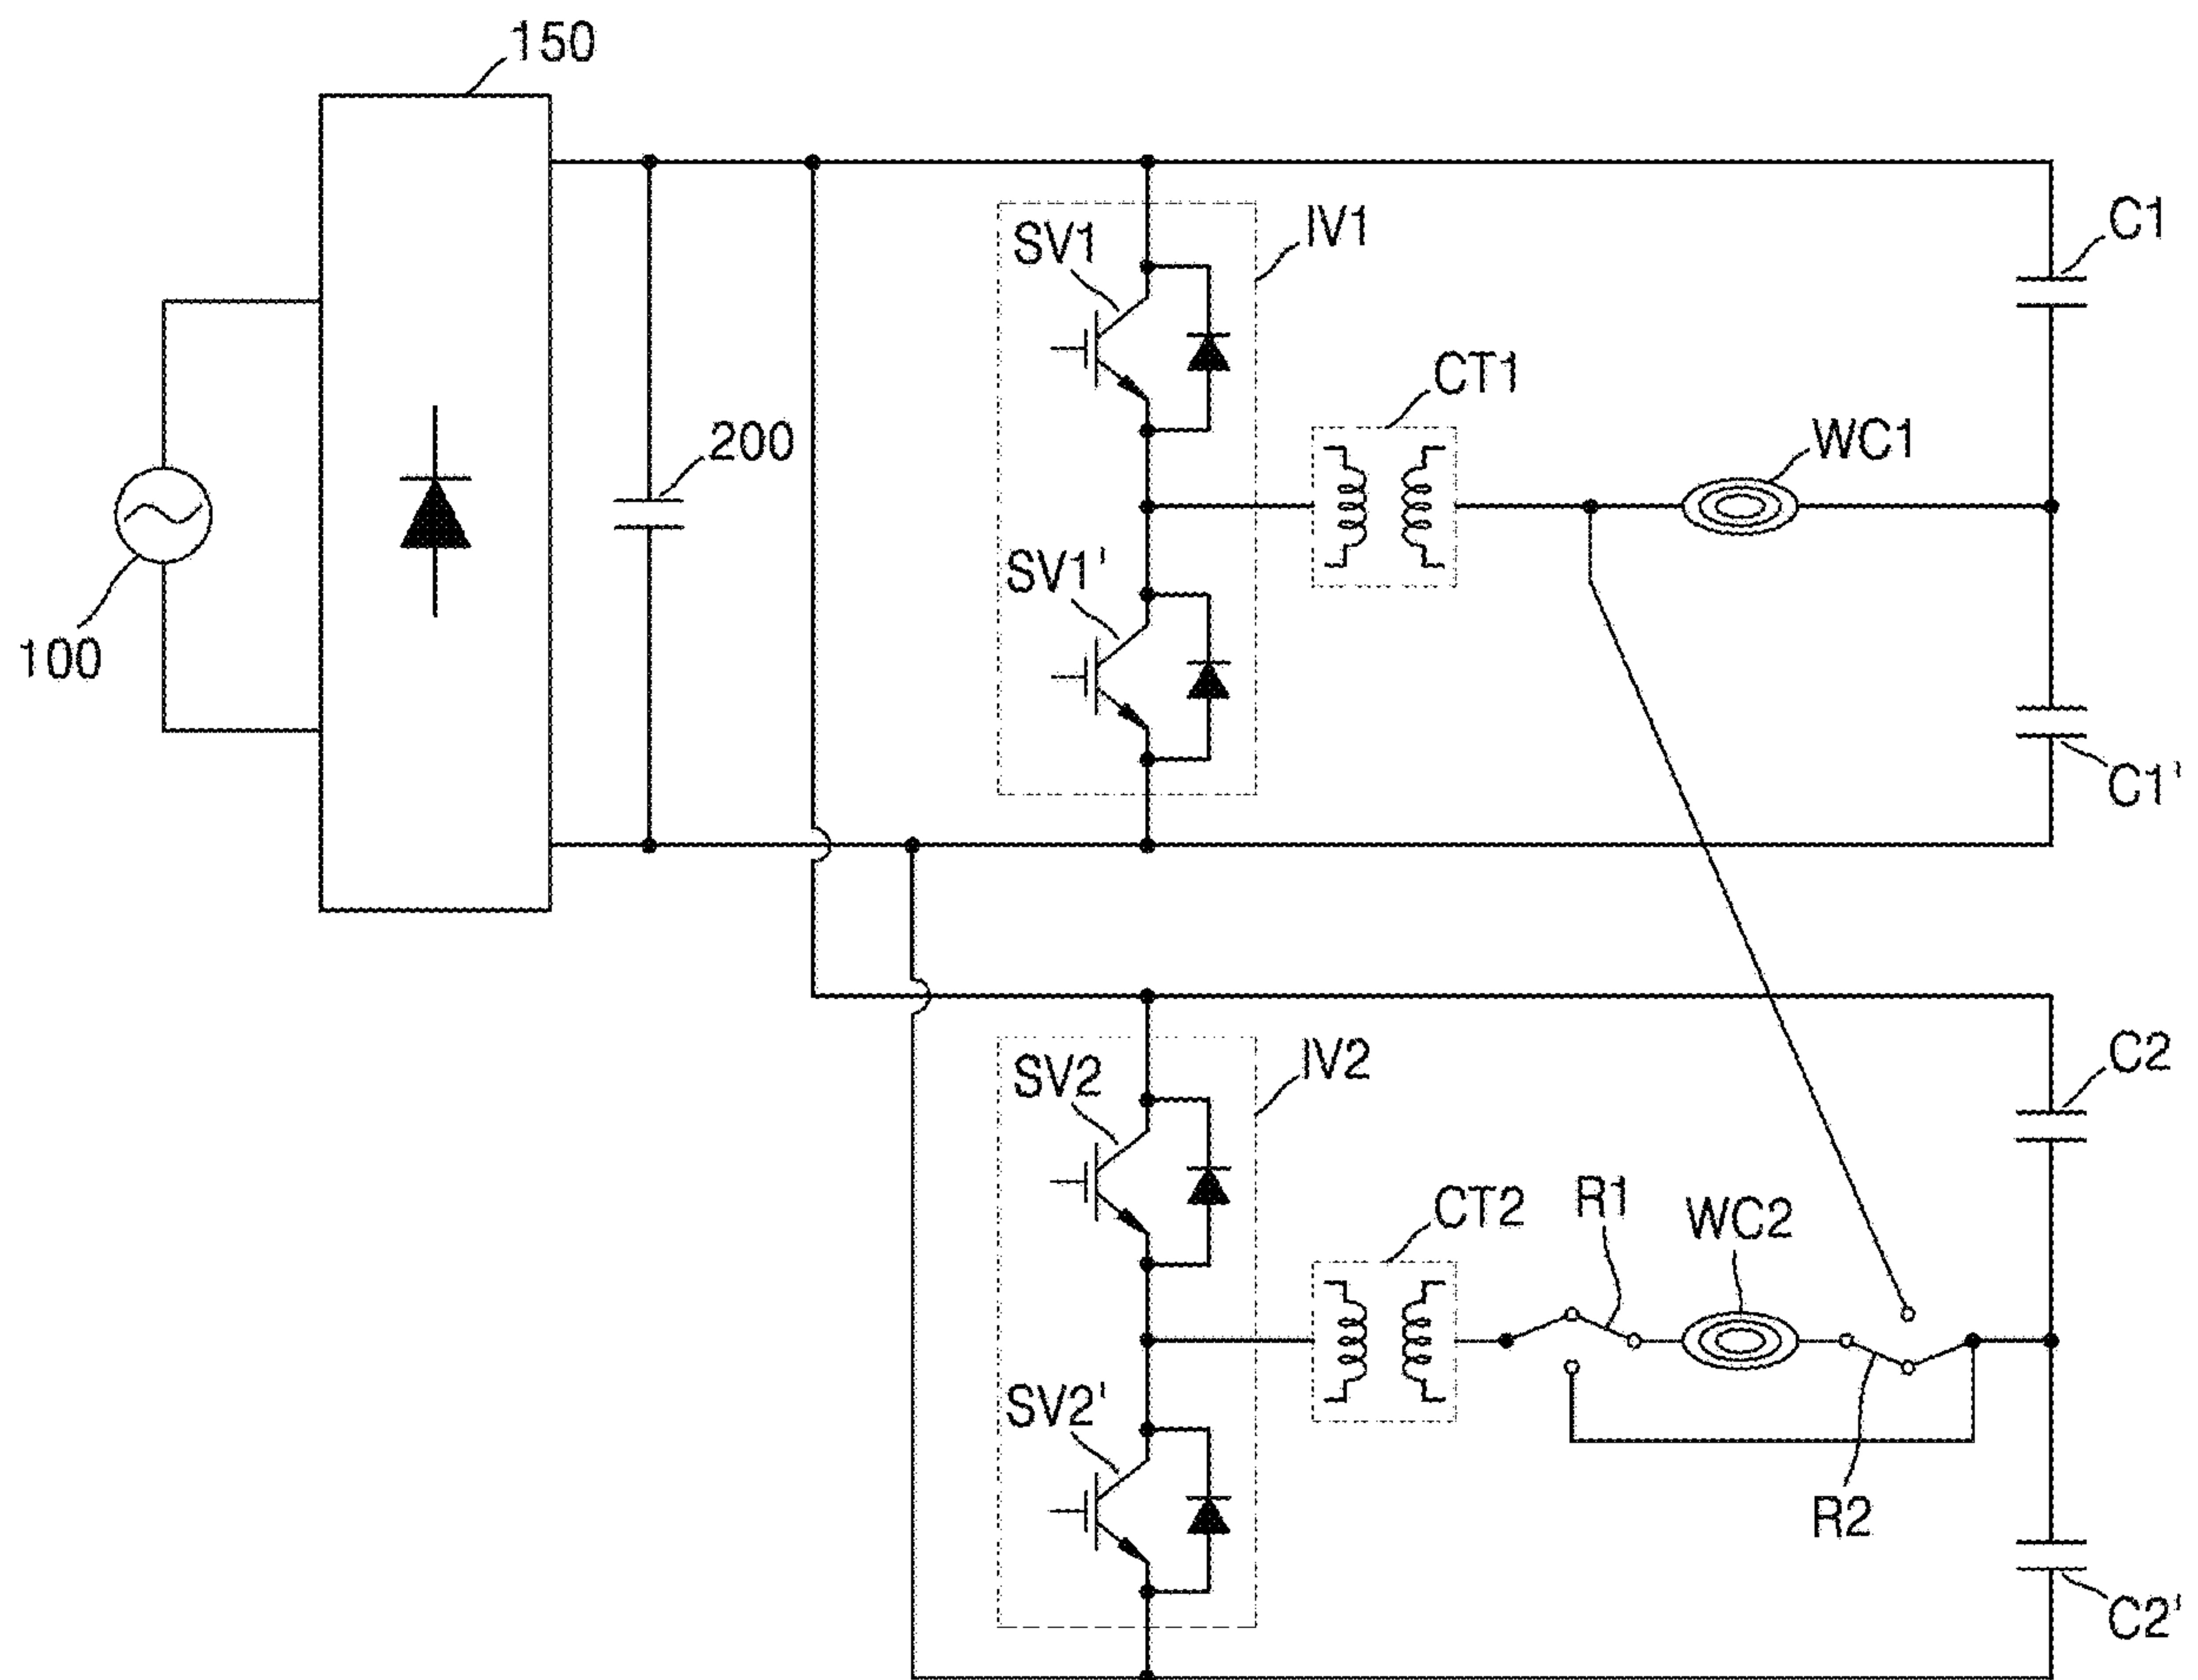 150
SV1
IV1
C1
CT1
WC1
200
SV1'
100
C1'
SV2
IV2
C2
CT2
R1
WC2
SV2'
R2
C2'